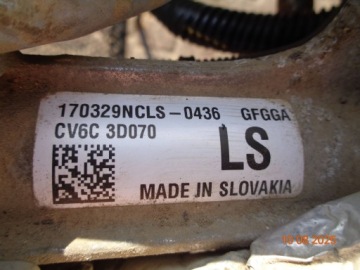 170329NCLS-0436 GFGGA
CV6C 3D070
LS
MADE IN SLOVAKIA